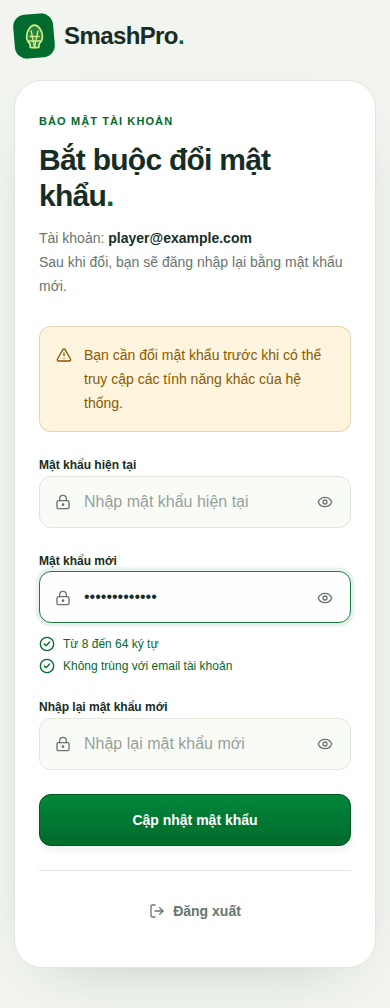 SmashPro.
BẢO MẬT TÀI KHOẢN
Bắt buộc đổi mật
khẩu.
Tài khoản: player@example.com
Sau khi đổi, bạn sẽ đăng nhập lại bằng mật khẩu
mới.
Bạn cần đổi mật khẩu trước khi có thể
truy cập các tính năng khác của hệ
thống.
Mật khẩu hiện tại
Nhập mật khẩu hiện tại
Mật khẩu mới
•••••••••••••
Từ 8 đến 64 ký tự
Không trùng với email tài khoản
Nhập lại mật khẩu mới
Nhập lại mật khẩu mới
Cập nhật mật khẩu
Đăng xuất